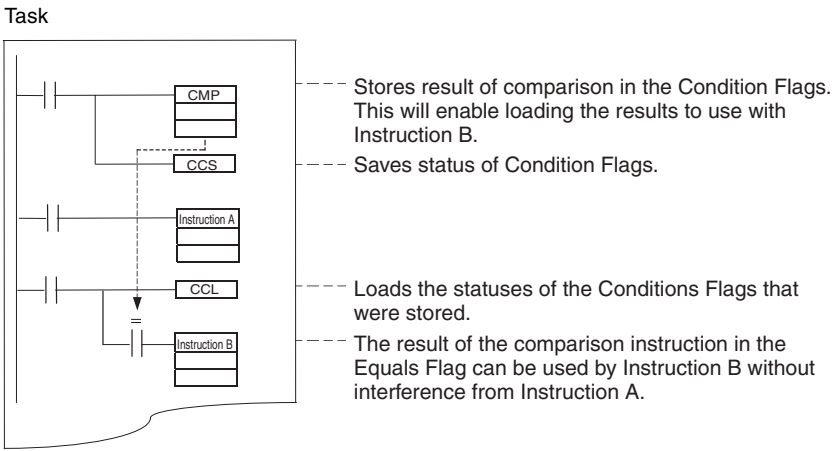 Task
CMP
Stores result of comparison in the Condition Flags.
This will enable loading the results to use with
Instruction B.
CCS
Saves status of Condition Flags.
Instruction A
CCL
Loads the statuses of the Conditions Flags that
were stored.
=
Instruction B
The result of the comparison instruction in the
Equals Flag can be used by Instruction B without
interference from Instruction A.